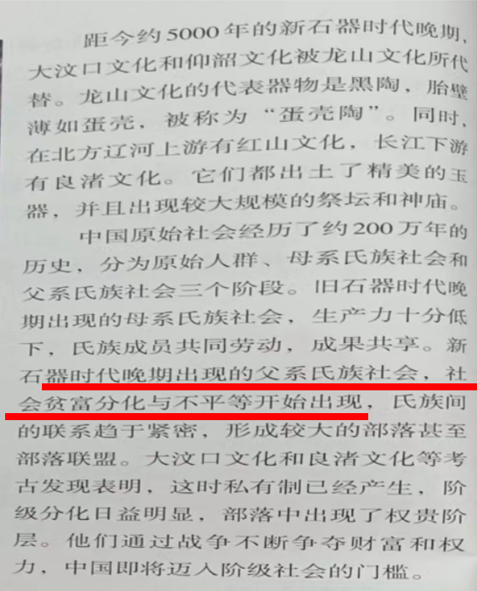 距今约5000年的新石器时代晚期，
大汶口文化和仰韶文化被龙山文化所代
替。龙山文化的代表器物是黑陶，胎壁
薄如蛋壳，被称为“蛋壳陶”。同时，
在北方辽河上游有红山文化，长江下游
有良渚文化。它们都出土了精美的玉
器，并且出现较大规模的祭坛和神庙。
中国原始社会经历了约200万年的
历史，分为原始人群、母系氏族社会和
父系氏族社会三个阶段。旧石器时代晚
期出现的母系氏族社会，生产力十分低
下，氏族成员共同劳动，成果共享。新
石器时代晚期出现的父系氏族社会，社
会贫富分化与不平等开始出现，氏族间
的联系趋于紧密，形成较大的部落甚至
部落联盟。大汶口文化和良渚文化等考
古发现表明，这时私有制已经产生，阶
级分化日益明显，部落中出现了权贵阶
层。他们通过战争不断争夺财富和权
力，中国即将迈入阶级社会的门槛。